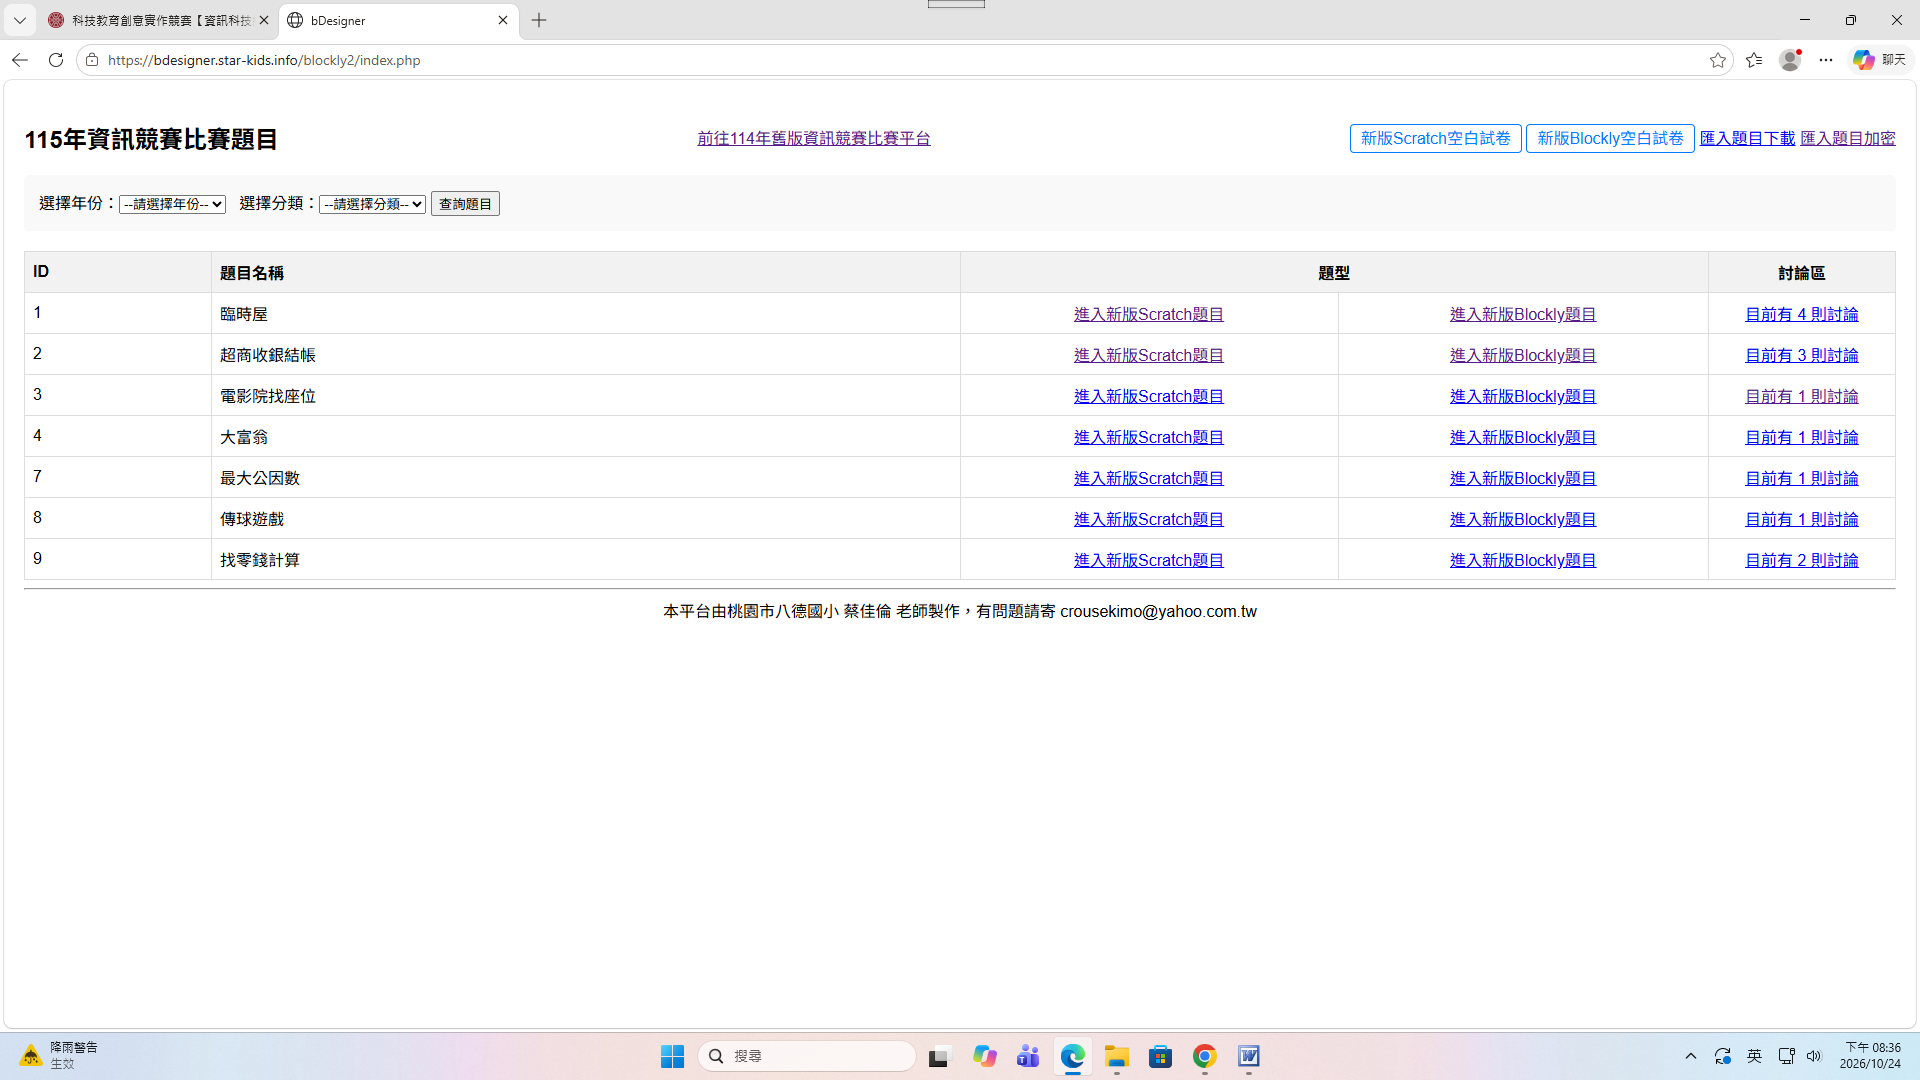 科技教育創意實作競賽【資訊科技
bDesigner
https://bdesigner.star-kids.info/blockly2/index.php
聊天
115年資訊競賽比賽題目
前往114年舊版資訊競賽比賽平台
新版Scratch空白試卷 新版Blockly空白試卷 匯入題目下載 匯入題目加密
選擇年份：--請選擇年份-- 選擇分類：--請選擇分類-- 查詢題目
ID 題目名稱 題型 討論區
1 臨時屋 進入新版Scratch題目 進入新版Blockly題目 目前有 4 則討論
2 超商收銀結帳 進入新版Scratch題目 進入新版Blockly題目 目前有 3 則討論
3 電影院找座位 進入新版Scratch題目 進入新版Blockly題目 目前有 1 則討論
4 大富翁 進入新版Scratch題目 進入新版Blockly題目 目前有 1 則討論
7 最大公因數 進入新版Scratch題目 進入新版Blockly題目 目前有 1 則討論
8 傳球遊戲 進入新版Scratch題目 進入新版Blockly題目 目前有 1 則討論
9 找零錢計算 進入新版Scratch題目 進入新版Blockly題目 目前有 2 則討論
本平台由桃園市八德國小 蔡佳倫 老師製作，有問題請寄 crousekimo@yahoo.com.tw
降雨警告
生效
搜尋
英
下午 08:36
2026/10/24